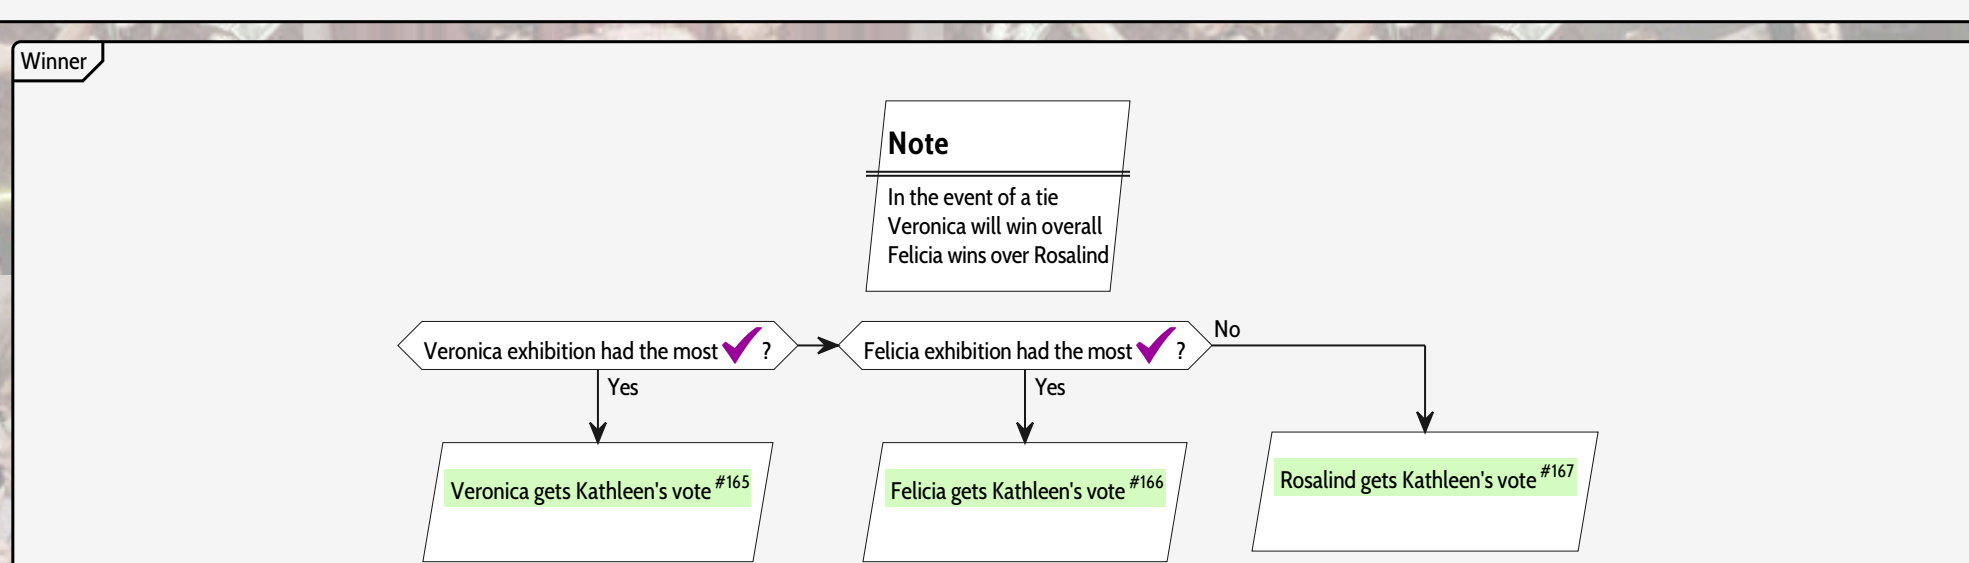 Winner
Note
In the event of a tie
Veronica will win overall
Felicia wins over Rosalind
Veronica exhibition had the most ?
Felicia exhibition had the most ?
No
Yes
Yes
Veronica gets Kathleen's vote #165
Felicia gets Kathleen's vote #166
Rosalind gets Kathleen's vote #167